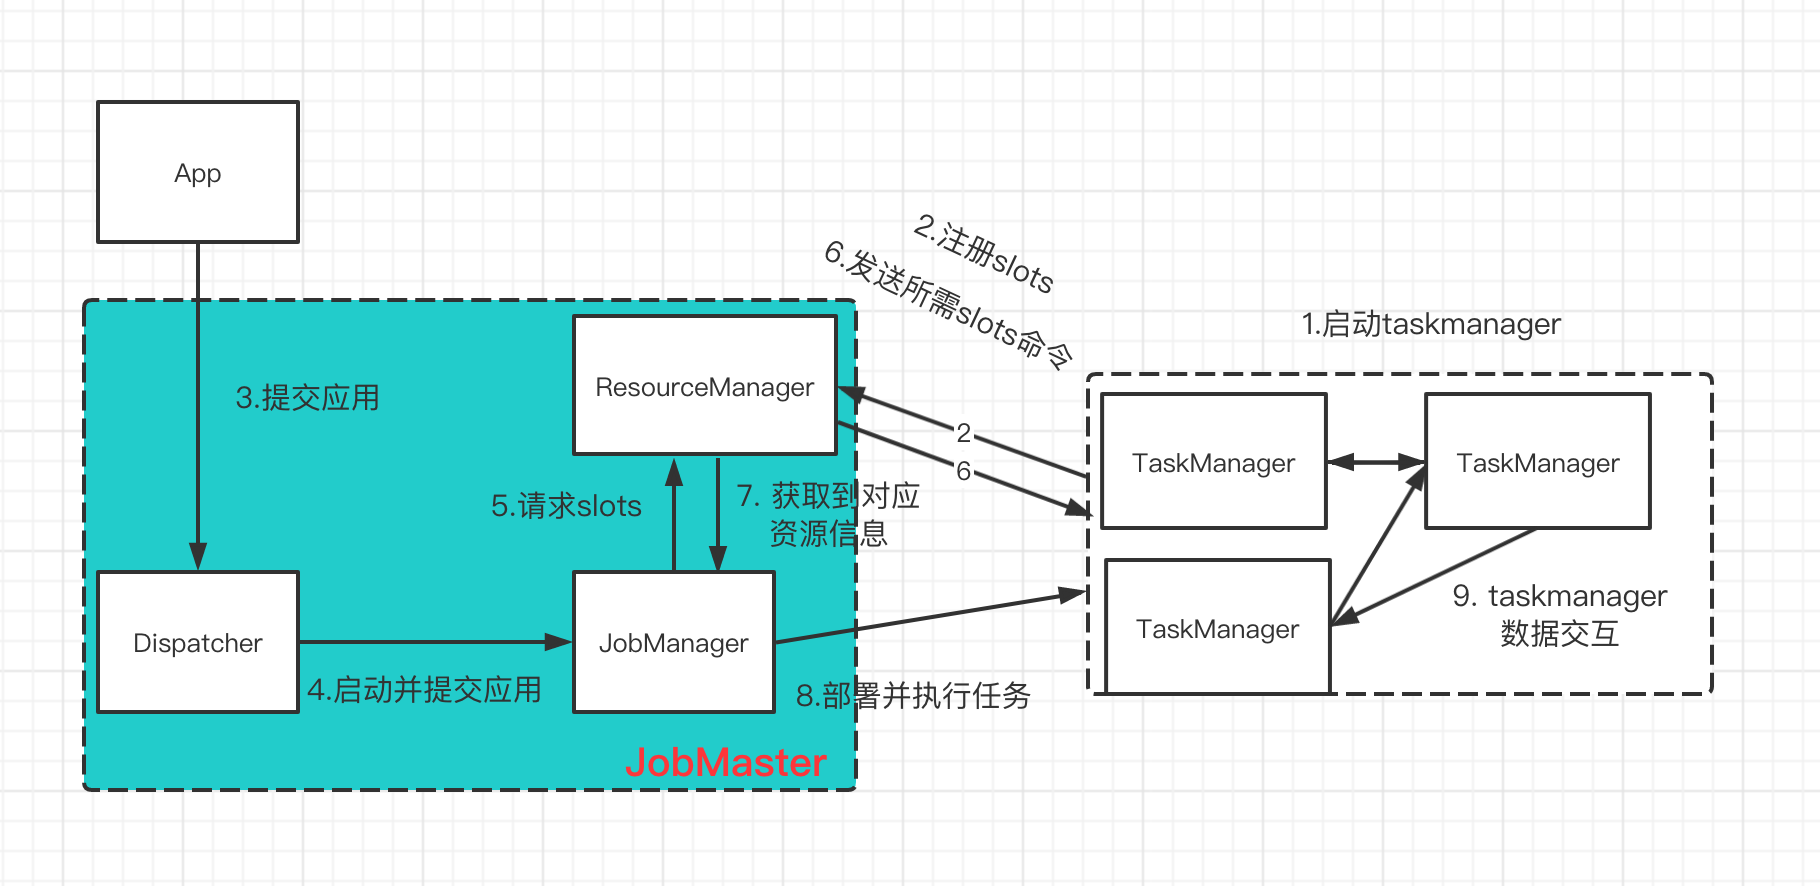 App
2.注册slots
6.发送所需slots命令
1.启动taskmanager
3.提交应用
ResourceManager
2
6
TaskManager
TaskManager
5.请求slots
7. 获取到对应
资源信息
9. taskmanager
数据交互
Dispatcher
JobManager
TaskManager
4.启动并提交应用
8.部署并执行任务
JobMaster